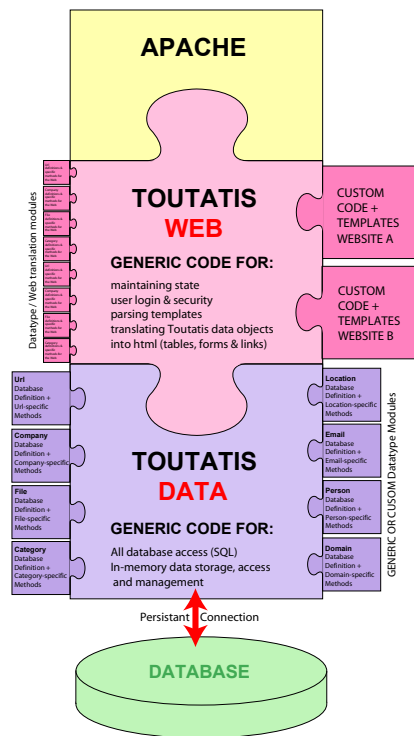 APACHE
TOUTATIS
WEB
GENERIC CODE FOR:
maintaining state
user login & security
parsing templates
translating Toutatis data objects
into html (tables, forms & links)
Datatype / Web translation modules
CUSTOM
CODE +
TEMPLATES
WEBSITE A
CUSTOM
CODE +
TEMPLATES
WEBSITE B
Url
Database
Definition +
Url-specific
Methods
Company
Database
Definition +
Company-specific
Methods
File
Database
Definition +
File-specific
Methods
Category
Database
Definition +
Category-specific
Methods
TOUTATIS
DATA
GENERIC CODE FOR:
All database access (SQL)
In-memory data storage, access
and management
Location
Database
Definition +
Location-specific
Methods
Email
Database
Definition +
Email-specific
Methods
Person
Database
Definition +
Person-specific
Methods
Domain
Database
Definition +
Domain-specific
Methods
GENERIC OR CUSOM Datatype Modules
Persistant Connection
DATABASE